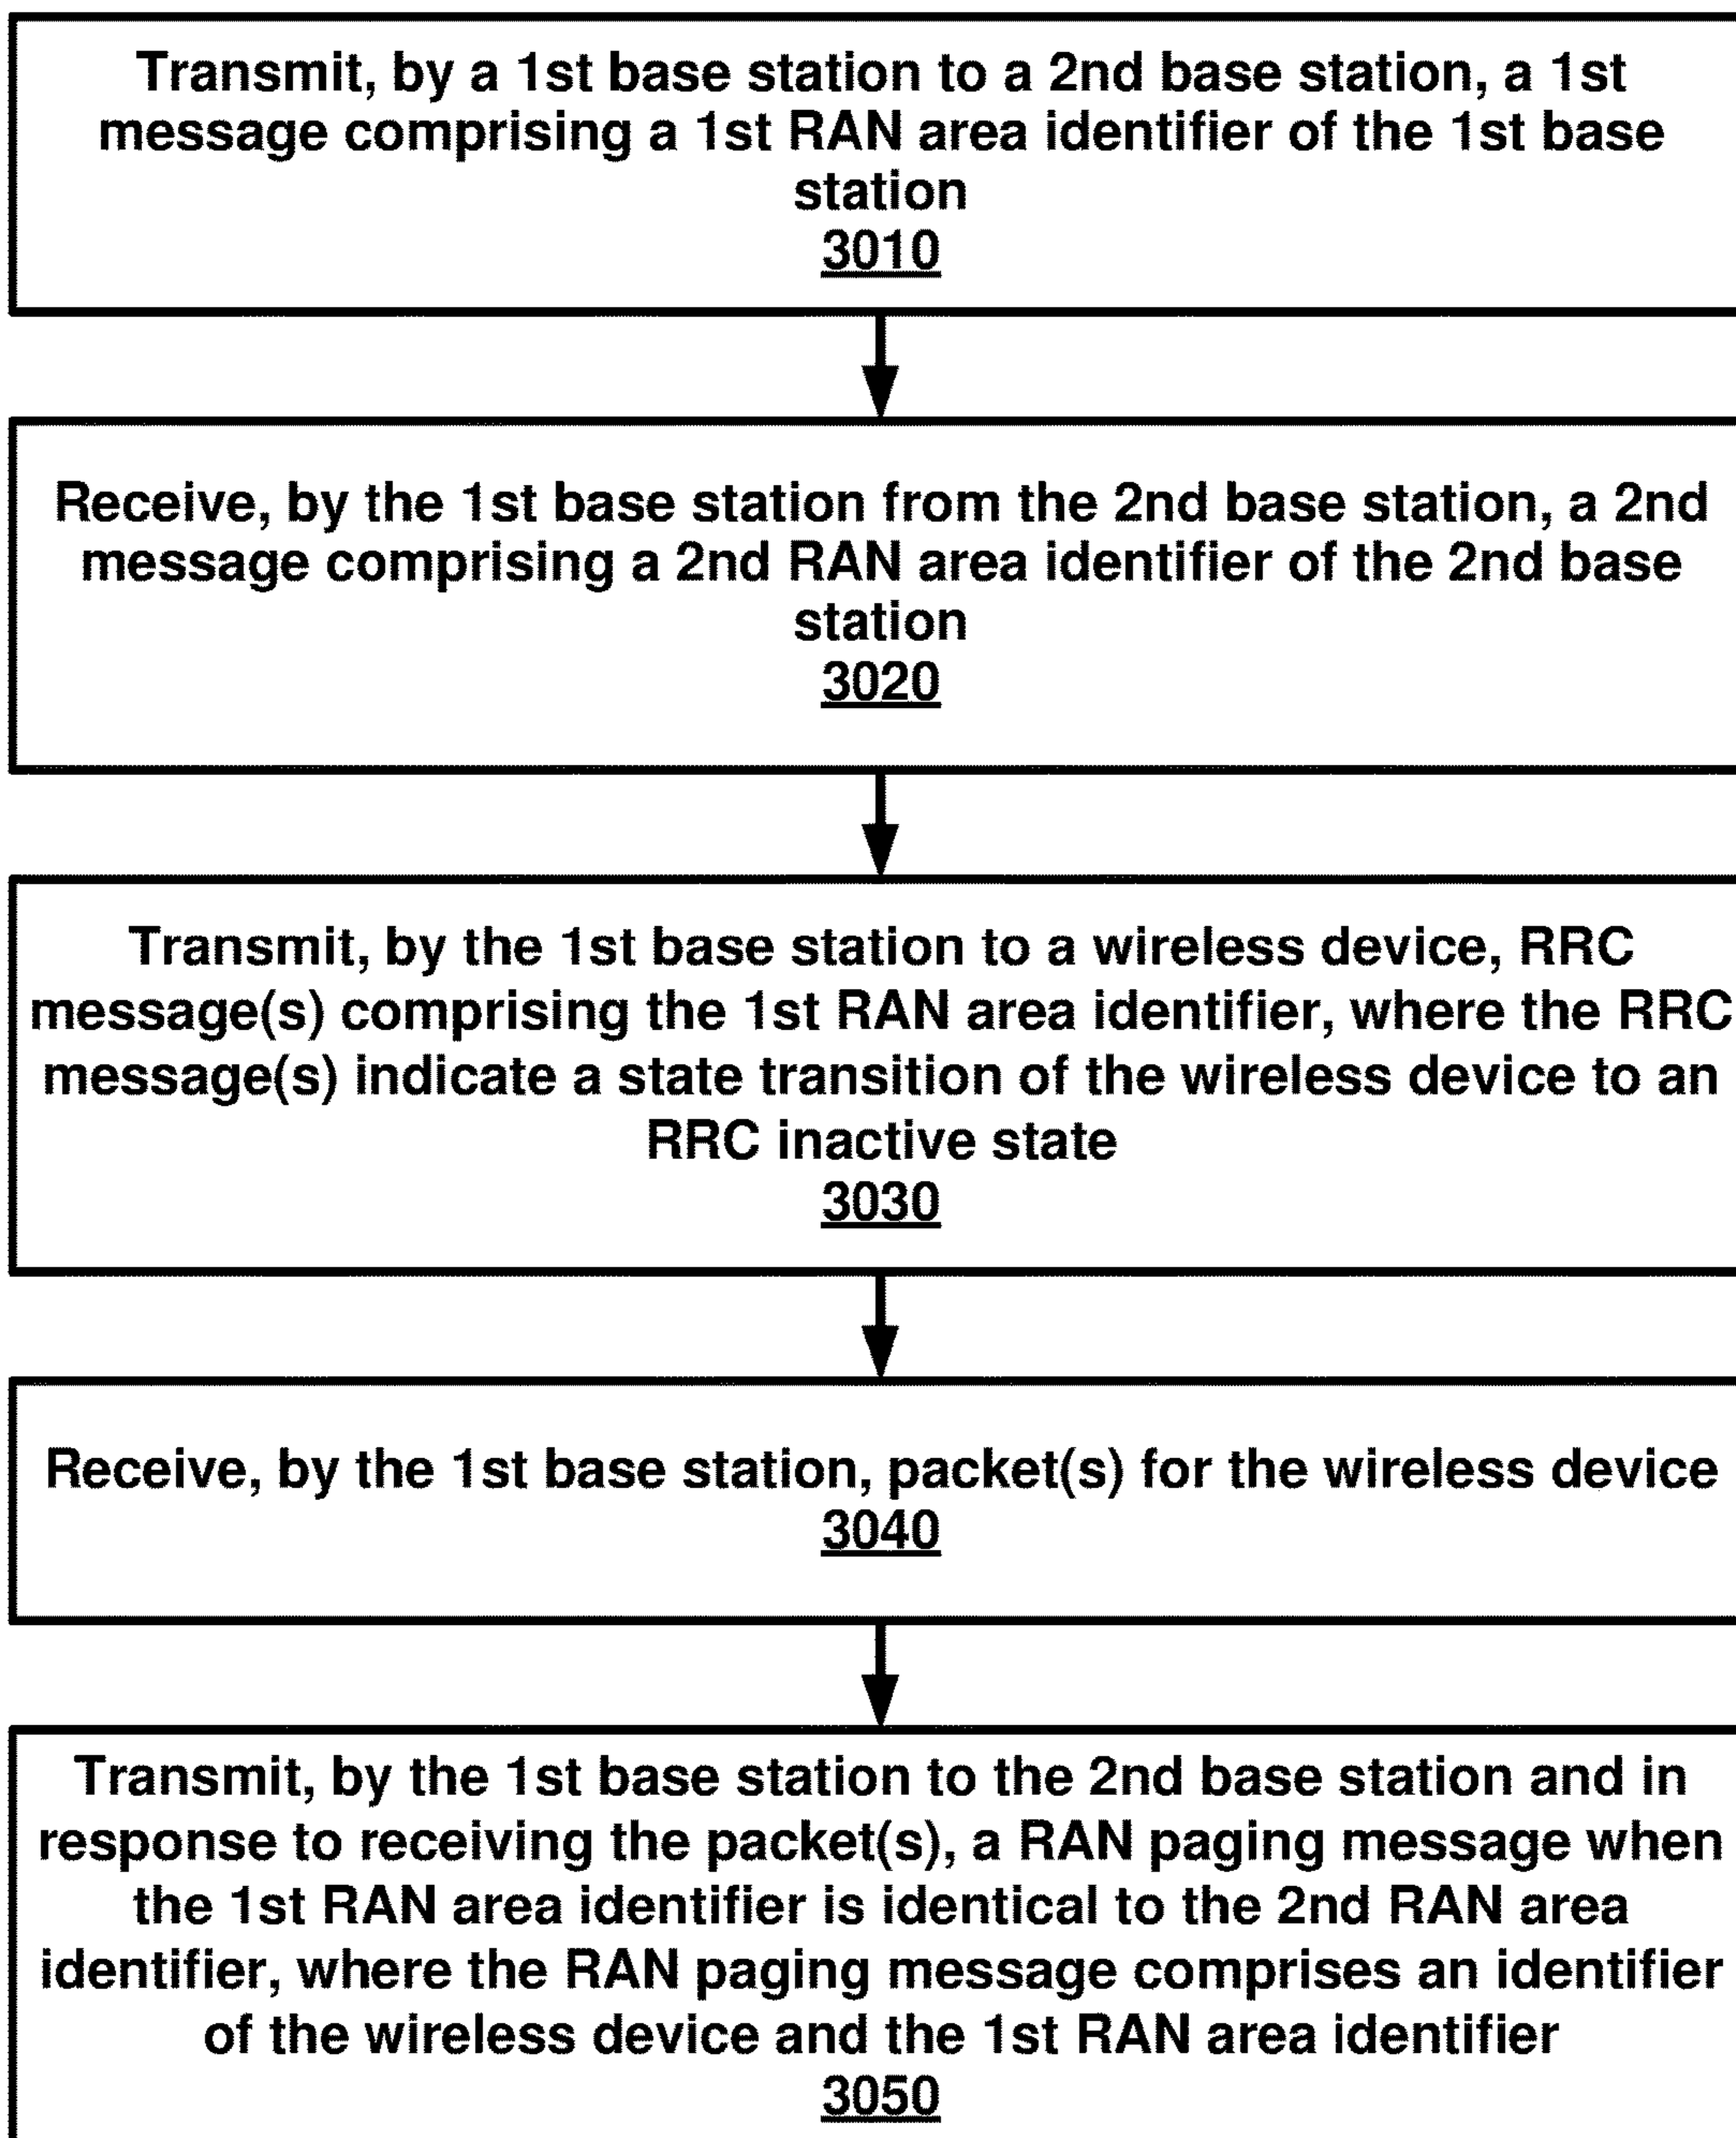 Transmit, by a 1st base station to a 2nd base station, a 1st
message comprising a 1st RAN area identifier of the 1st base
station
3010
Receive, by the 1st base station from the 2nd base station, a 2nd
message comprising a 2nd RAN area identifier of the 2nd base
station
3020
Transmit, by the 1st base station to a wireless device, RRC
message(s) comprising the 1st RAN area identifier, where the RRC
message(s) indicate a state transition of the wireless device to an
RRC inactive state
3030
Receive, by the 1st base station, packet(s) for the wireless device
3040
Transmit, by the 1st base station to the 2nd base station and in
response to receiving the packet(s), a RAN paging message when
the 1st RAN area identifier is identical to the 2nd RAN area
identifier, where the RAN paging message comprises an identifier
of the wireless device and the 1st RAN area identifier
3050